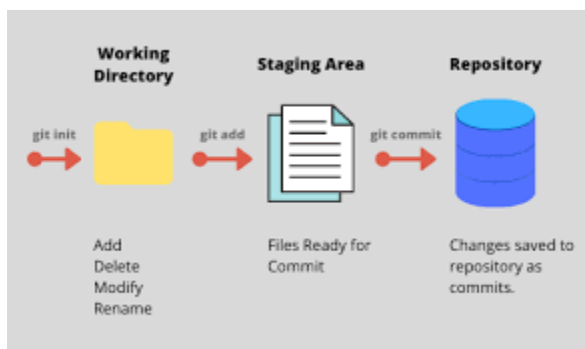 Working
Directory
Staging Area
Repository
git init
git add
git commit
Add
Delete
Modify
Rename
Files Ready for
Commit
Changes saved to
repository as
commits.